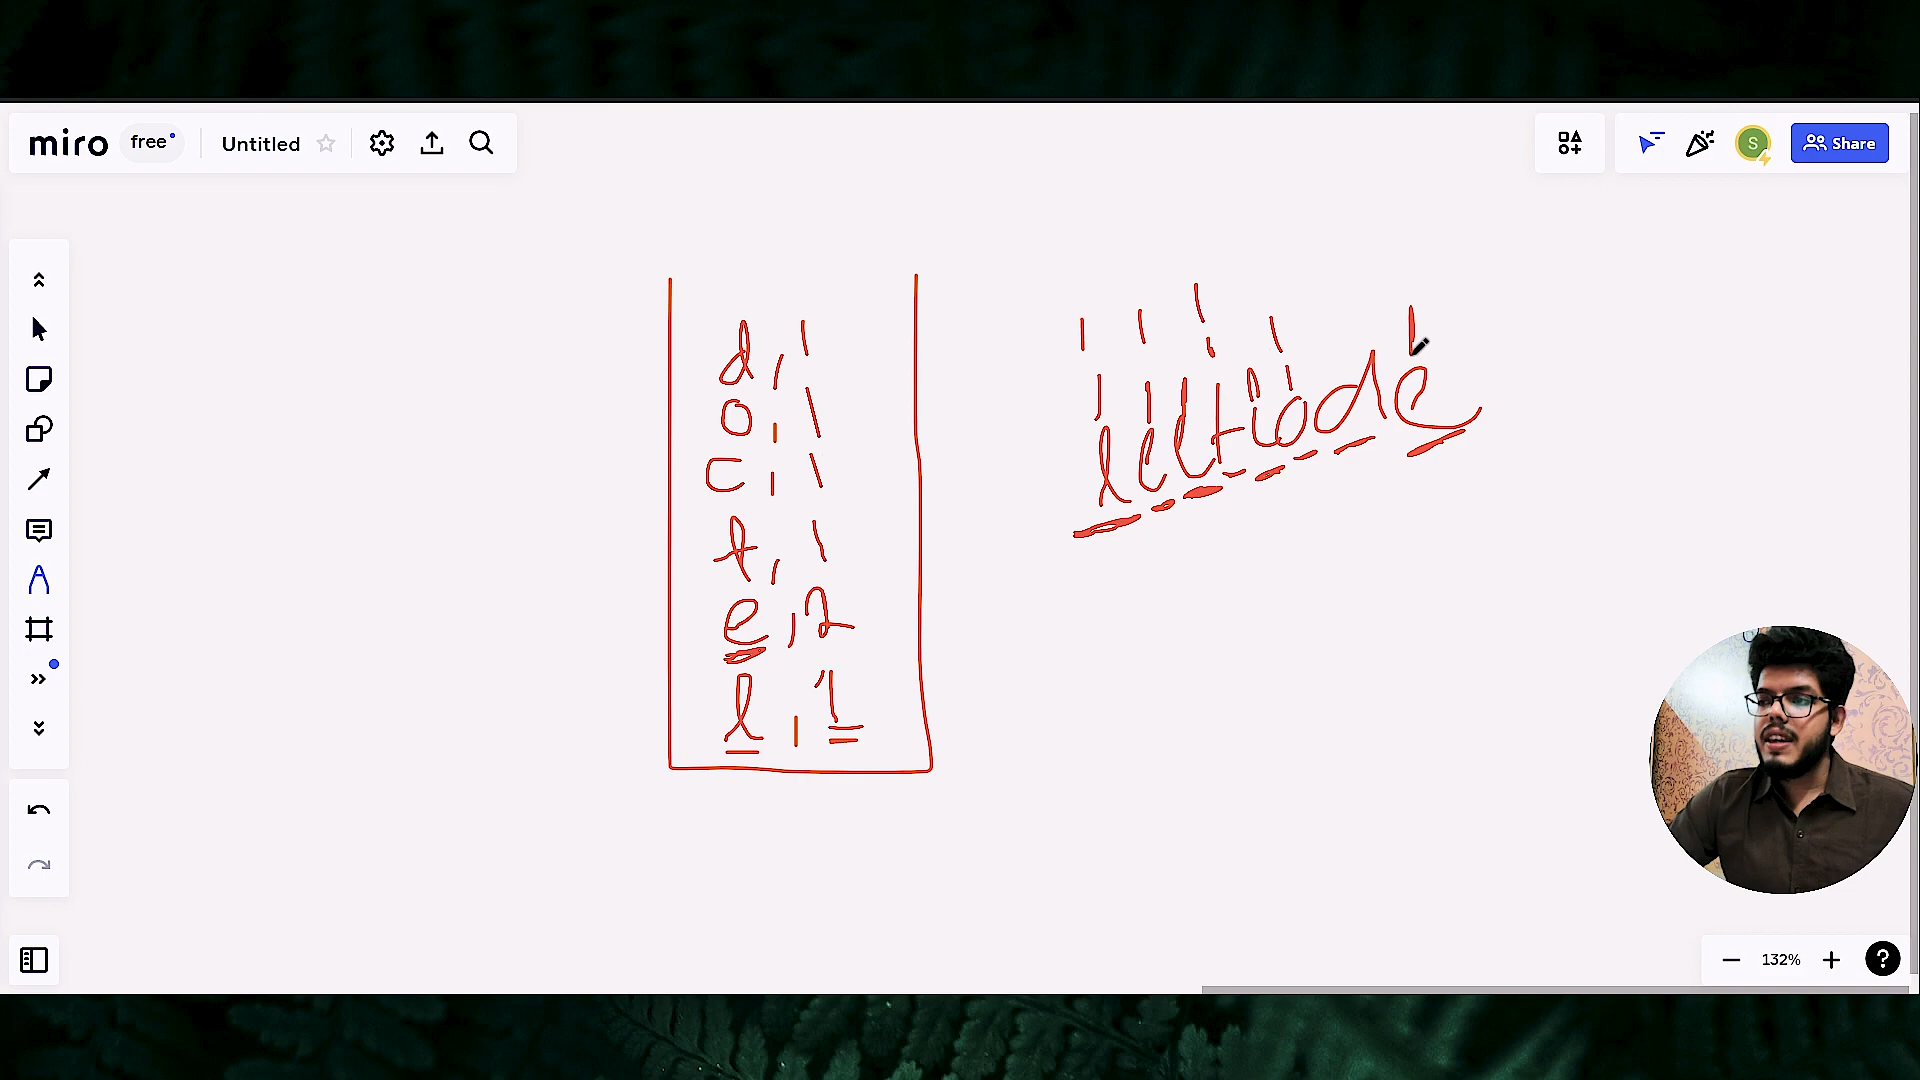 miro free Untitled
S Share
d, 1
o, 1
c, 1
t, 1
e, 2
l, 1
leetcode
132%
?